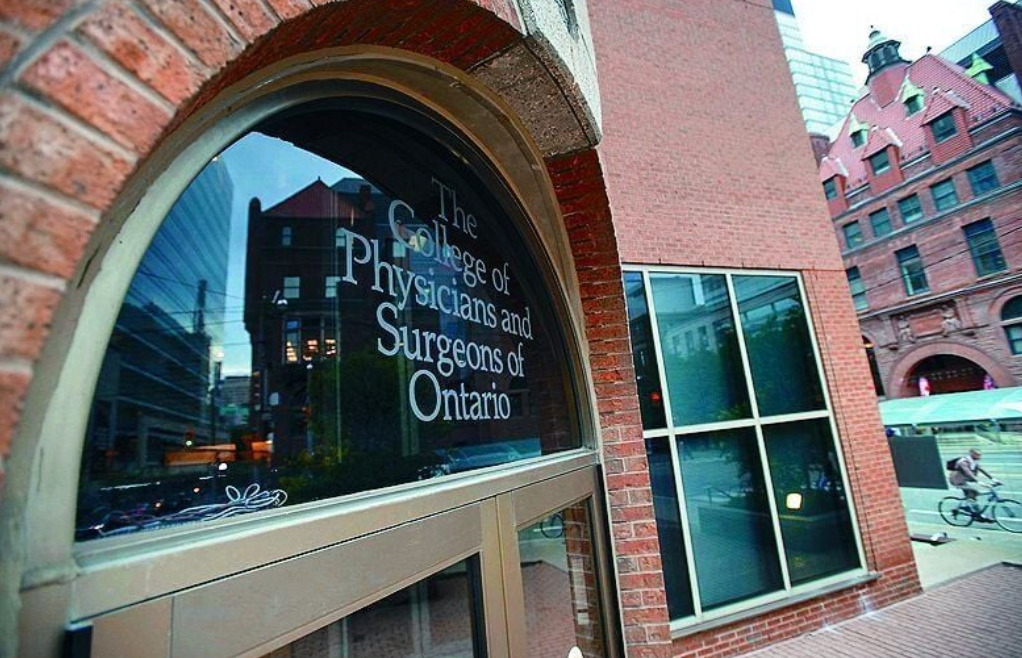 The
College of
Physicians and
Surgeons of
Ontario